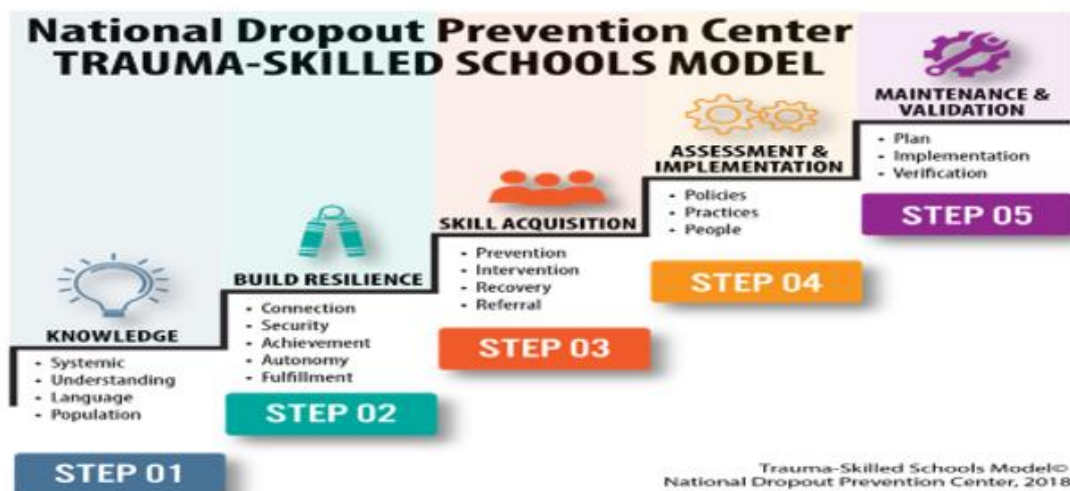 National Dropout Prevention Center
TRAUMA-SKILLED SCHOOLS MODEL
KNOWLEDGE
• Systemic
• Understanding
• Language
• Population
STEP 01
BUILD RESILIENCE
• Connection
• Security
• Achievement
• Autonomy
• Fulfillment
STEP 02
SKILL ACQUISITION
• Prevention
• Intervention
• Recovery
• Referral
STEP 03
ASSESSMENT &
IMPLEMENTATION
• Policies
• Practices
• People
STEP 04
MAINTENANCE &
VALIDATION
• Plan
• Implementation
• Verification
STEP 05
Trauma-Skilled Schools Model©
National Dropout Prevention Center, 2018